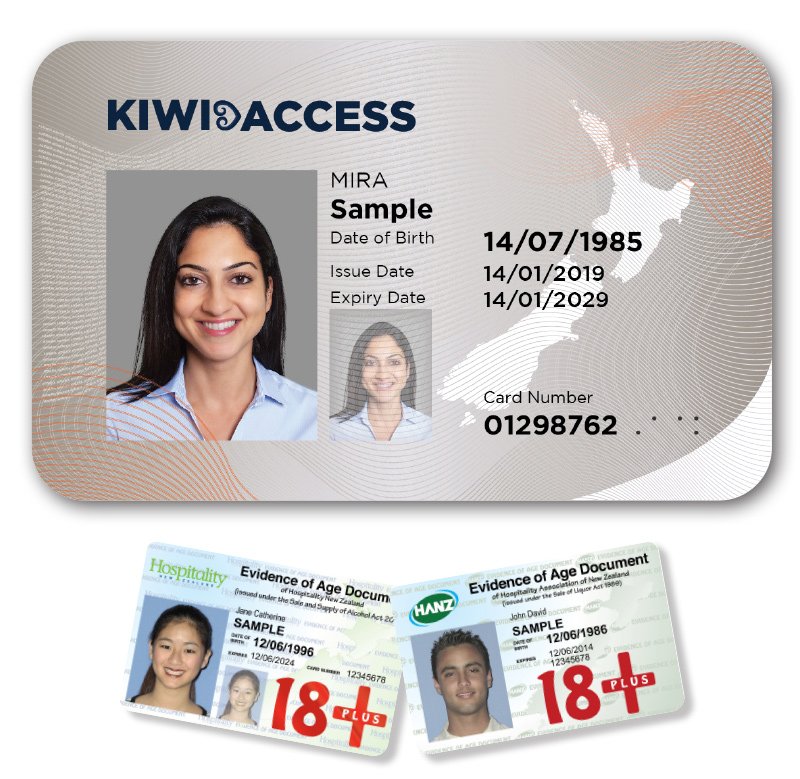 KIWI ACCESS
MIRA
Sample
Date of Birth 14/07/1985
Issue Date 14/01/2019
Expiry Date 14/01/2029
Card Number
01298762
Hospitality
NEW ZEALAND
Evidence of Age Docum
of Hospitality New Zealand
(issued under the Sale and Supply of Alcohol Act 20
Jane Catherine
SAMPLE
DATE OF BIRTH 12/06/1996
EXPIRES 12/06/2024 CARD NUMBER 12345678
18+
PLUS
HANZ
Evidence of Age Document
of Hospitality Association of New Zealand
(issued under the Sale of Liquor Act 1989)
John David
SAMPLE
DATE OF BIRTH 12/06/1986
EXPIRES 12/06/2014
12345678
18+
PLUS